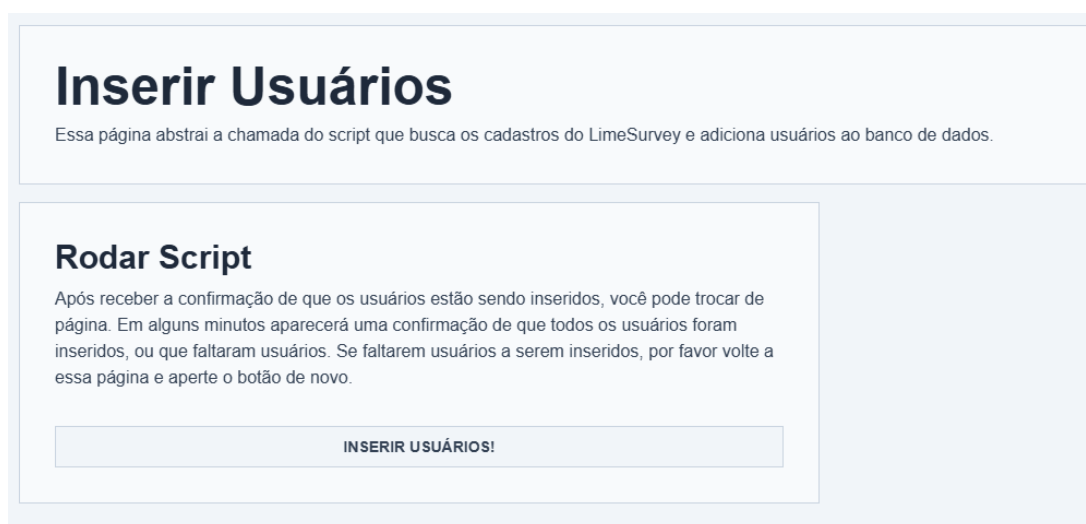 Inserir Usuários
Essa página abstrai a chamada do script que busca os cadastros do LimeSurvey e adiciona usuários ao banco de dados.
Rodar Script
Após receber a confirmação de que os usuários estão sendo inseridos, você pode trocar de
página. Em alguns minutos aparecerá uma confirmação de que todos os usuários foram
inseridos, ou que faltaram usuários. Se faltarem usuários a serem inseridos, por favor volte a
essa página e aperte o botão de novo.
INSERIR USUÁRIOS!